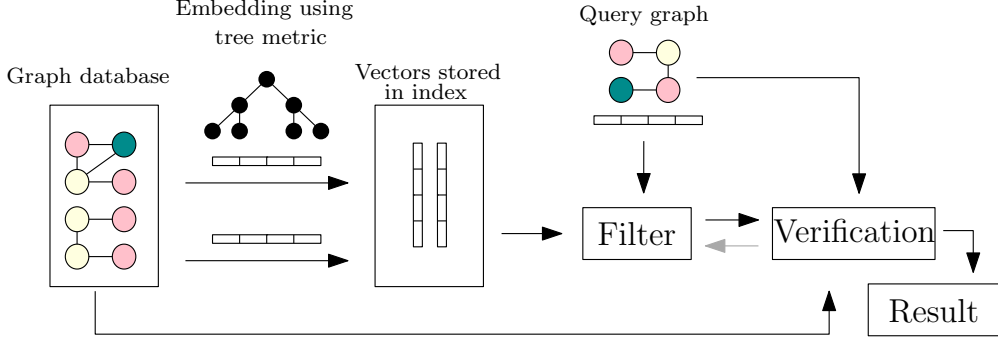 Embedding using
tree metric
Query graph
Graph database
Vectors stored
in index
Filter
Verification
Result